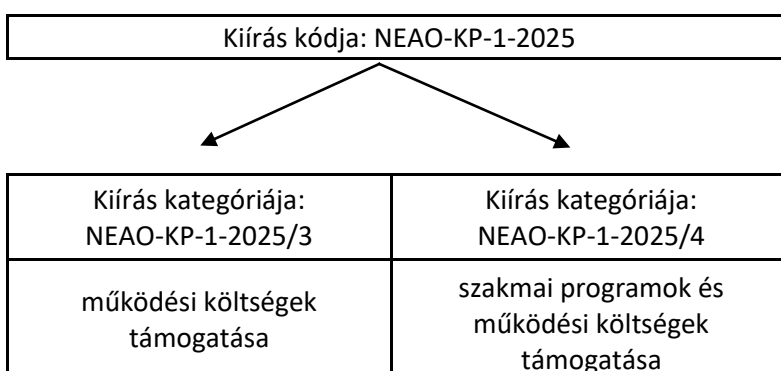 Kiírás kódja: NEAO-KP-1-2025
Kiírás kategóriája:
NEAO-KP-1-2025/3
Kiírás kategóriája:
NEAO-KP-1-2025/4
működési költségek
támogatása
szakmai programok és
működési költségek
támogatása